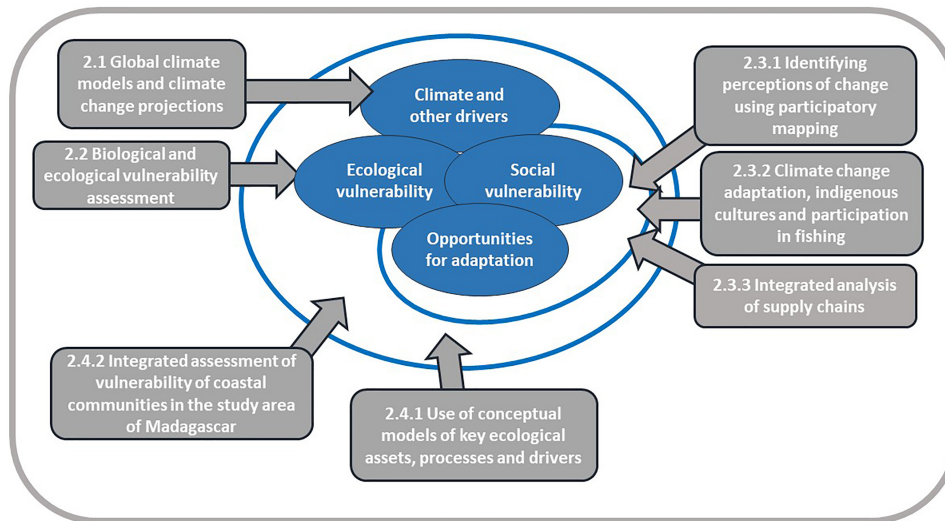 2.1 Global climate
models and climate
change projections
2.2 Biological and
ecological vulnerability
assessment
Climate and
other drivers
Ecological
vulnerability
Social
vulnerability
Opportunities
for adaptation
2.3.1 Identifying
perceptions of change
using participatory
mapping
2.3.2 Climate change
adaptation, indigenous
cultures and participation
in fishing
2.3.3 Integrated analysis
of supply chains
2.4.2 Integrated assessment of
vulnerability of coastal
communities in the study area
of Madagascar
2.4.1 Use of conceptual
models of key ecological
assets, processes and drivers